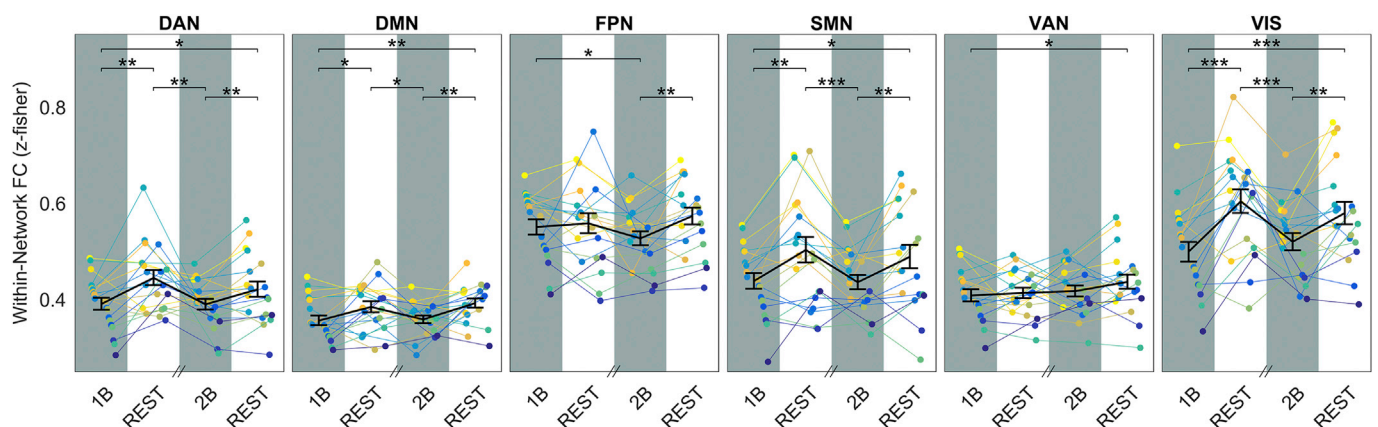 DAN DMN FPN SMN VAN VIS
* ** * * * ***
** * ** ***
** * *** ***
** ** ** ** **
Within-Network FC (z-fisher)
0.8
0.6
0.4
1B REST // 2B REST 1B REST // 2B REST 1B REST // 2B REST 1B REST // 2B REST 1B REST // 2B REST 1B REST // 2B REST